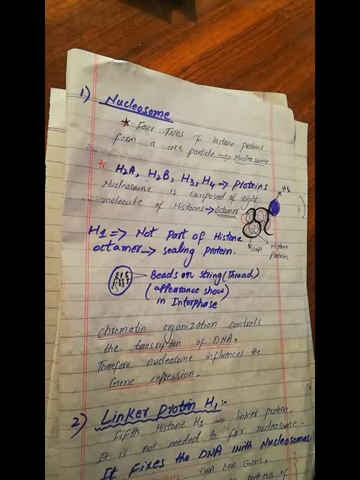 1) Nucleosome
* Four Types of Histone proteins
form a core particle → Nucleosome
* H2A, H2B, H3, H4 → proteins
Nucleosome is composed of eight
molecule of Histones → octamer
H1
DNA
Histone
proteins
H1 => Not Part of Histone
octamer → sealing protein.
Beads on string (Thread)
(appearance show)
in Interphase
chromatin organization controls
the transcription of DNA,
Therefore nucleosome influences the
Gene expression.
2) Linker Protein H1 :-
Fifth Histone H1 → linker protein.
It is not needed to for nucleosome.
It Fixes the DNA with Nucleosomes
DNA